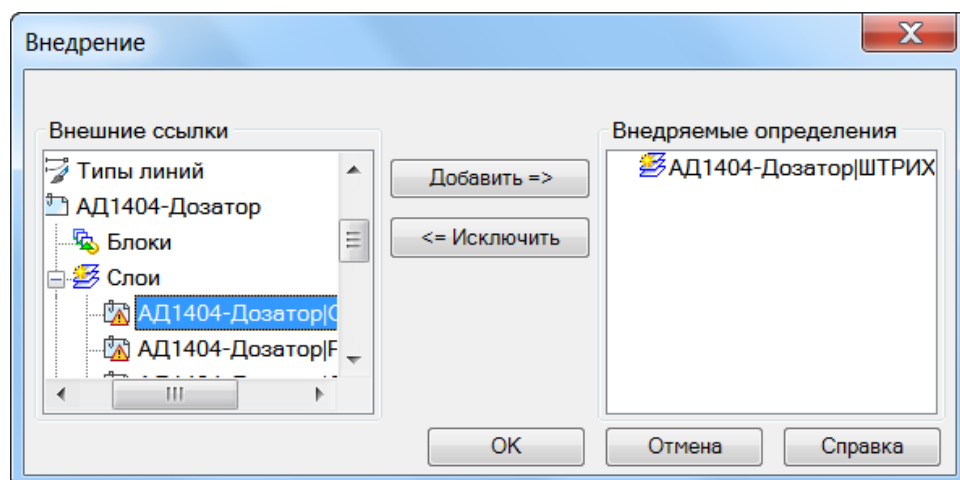 Внедрение
Внешние ссылки
Типы линий
АД1404-Дозатор
Блоки
Слои
АД1404-Дозатор|
АД1404-Дозатор|F
Добавить =>
<= Исключить
Внедряемые определения
АД1404-Дозатор|ШТРИХ
OK
Отмена
Справка